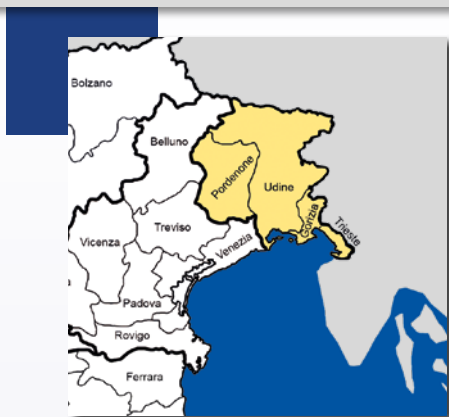 Bolzano
Belluno
Pordenone
Udine
Gorizia
Trieste
Treviso
Vicenza
Venezia
Padova
Rovigo
Ferrara